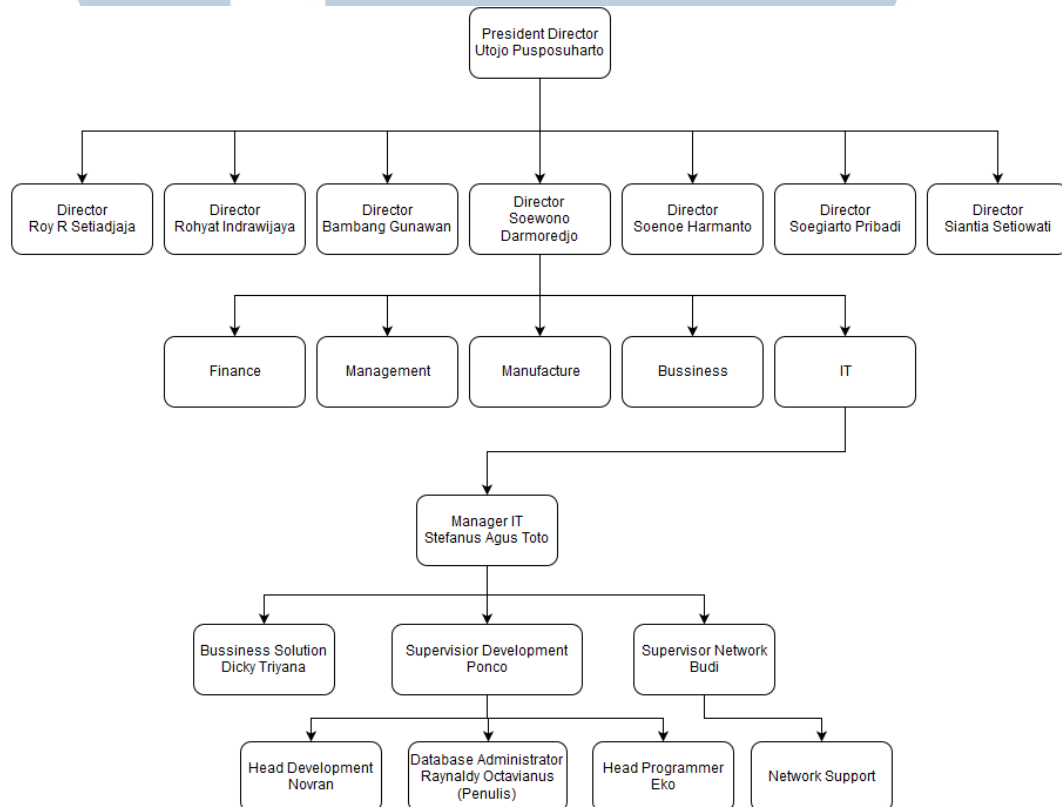 President Director
Utojo Pusposuharto
Director
Roy R Setiadjaja
Director
Rohyat Indrawijaya
Director
Bambang Gunawan
Director
Soewono
Darmoredjo
Director
Soenoe Harmanto
Director
Soegiarto Pribadi
Director
Siantia Setiowati
Finance
Management
Manufacture
Bussiness
IT
Manager IT
Stefanus Agus Toto
Bussiness Solution
Dicky Triyana
Supervisior Development
Ponco
Supervisor Network
Budi
Head Development
Novran
Database Administrator
Raynaldy Octavianus
(Penulis)
Head Programmer
Eko
Network Support